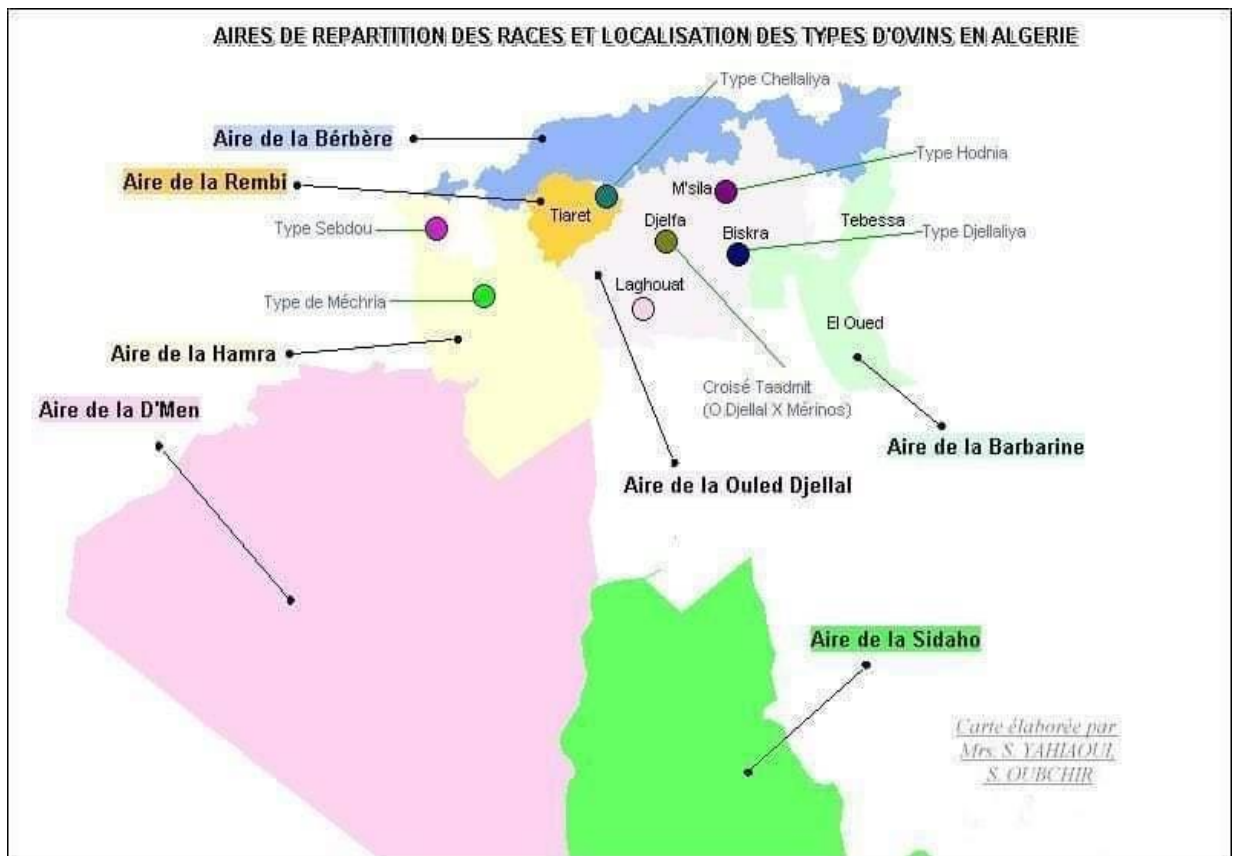 AIRES DE REPARTITION DES RACES ET LOCALISATION DES TYPES D'OVINS EN ALGERIE
Type Chellaliya
Aire de la Bérbère
Type Hodnia
Aire de la Rembi
M'sila
Tiaret
Djelfa
Tebessa
Type Sebdou
Biskra
Type Djellaliya
Laghouat
Type de Méchria
El Oued
Aire de la Hamra
Croisé Taadmit
(O.Djellal X Mérinos)
Aire de la D'Men
Aire de la Barbarine
Aire de la Ouled Djellal
Aire de la Sidaho
Carte élaborée par
Mrs. S. YAHIAOUI,
S. OUBCHIR